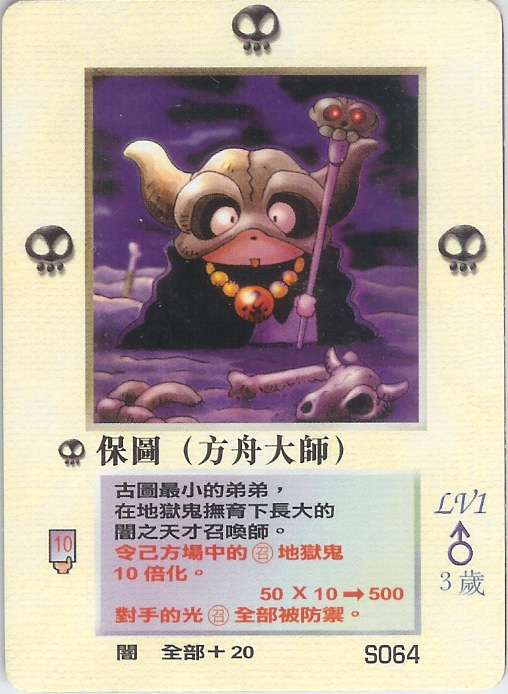 保圖（方舟大師）
古圖最小的弟弟，
在地獄鬼撫育下長大的
闇之天才召喚師。
令己方場中的㊁地獄鬼
10倍化。
50 X 10 ➡ 500
對手的光 召 全部被防禦。
10
LV1
♂
3歲
闇 全部＋20
S064